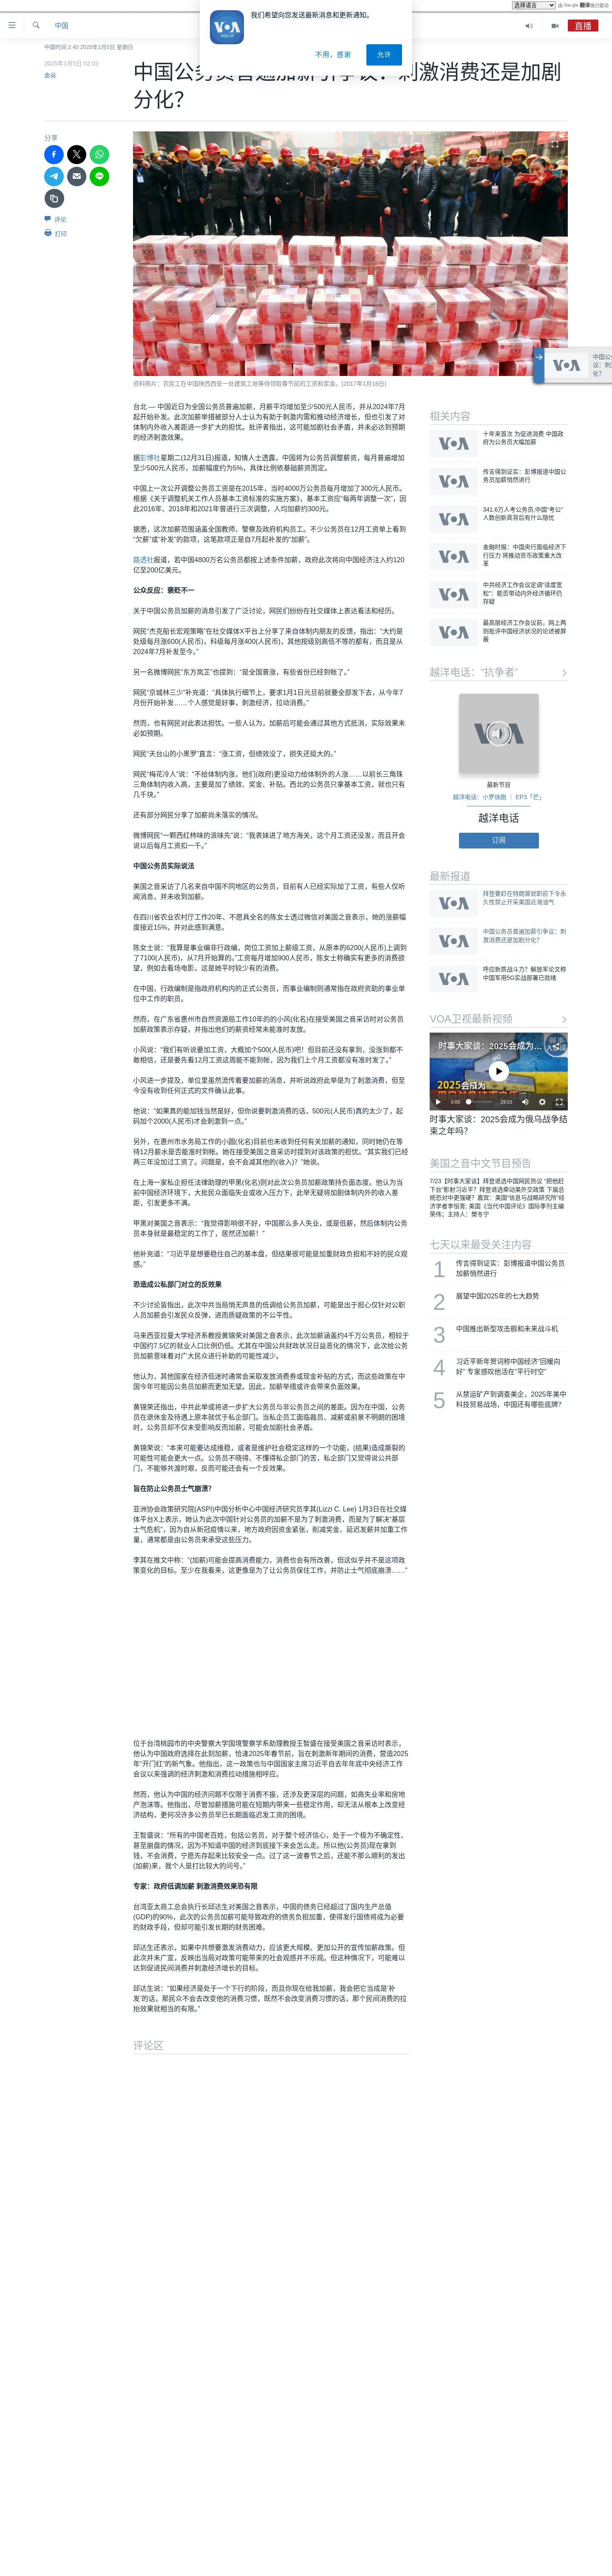 选择语言
由 Google 翻译强力驱动
我们希望向您发送最新消息和更新通知。
不用，感谢
允许
中国
直播
中国时间 2:40 2025年1月5日 星期日
2025年1月5日 02:02
金谷
中国公务员普遍加薪引争议：刺激消费还是加剧
分化？
分享
评论
打印
资料照片：农民工在中国陕西西安一处建筑工地等待领取春节前的工资和奖金。(2017年1月18日)
台北 — 中国近日为全国公务员普遍加薪，月薪平均增加至少500元人民币，并从2024年7月
起开始补发。此次加薪举措被部分人士认为有助于刺激内需和推动经济增长，但也引发了对
体制内外收入差距进一步扩大的担忧。批评者指出，这可能加剧社会矛盾，并未必达到预期
的经济刺激效果。
据彭博社星期二(12月31日)报道，知情人士透露，中国将为公务员调整薪资，每月普遍增加
至少500元人民币，加薪幅度约为5%，具体比例依基础薪资而定。
中国上一次公开调整公务员工资是在2015年，当时4000万公务员每月增加了300元人民币。
根据《关于调整机关工作人员基本工资标准的实施方案》，基本工资应“每两年调整一次”，因
此2016年、2018年和2021年曾进行三次调整，人均加薪约300元。
据悉，这次加薪范围涵盖全国教师、警察及政府机构员工。不少公务员在12月工资单上看到
“欠薪”或“补发”的款项，这笔款项正是自7月起补发的“加薪”。
路透社报道，若中国4800万名公务员都按上述条件加薪，政府此次将向中国经济注入约120
亿至200亿美元。
公众反应：褒贬不一
关于中国公务员加薪的消息引发了广泛讨论，网民们纷纷在社交媒体上表达看法和经历。
网民“杰克船长宏观策略”在社交媒体X平台上分享了来自体制内朋友的反馈，指出：“大约是
处级每月涨600(人民币)，科级每月涨400(人民币)，其他按级别高低不等的都有，而且是从
2024年7月补发至今。”
另一名微博网民“东方岚正”也提到：“是全国普涨，有些省份已经到帐了。”
网民“京城林三少”补充道：“具体执行细节上，要求1月1日元旦前就要全部发下去，从今年7
月份开始补发……个人感觉是好事，刺激经济，拉动消费。”
然而，也有网民对此表达担忧。一些人认为，加薪后可能会通过其他方式抵消，实际效果未
必如预期。
网民“天台山的小黑罗”直言：“涨工资，但绩效没了，损失还挺大的。”
网民“梅花冷人”说：“不给体制内涨，他们(政府)更没动力给体制外的人涨……以前长三角珠
三角体制内收入高，主要是加了绩效、奖金、补贴。西北的公务员只拿基本工资，就也只有
几千块。”
还有部分网民分享了加薪尚未落实的情况。
微博网民“一颗西红柿味的浪味先”说：“我表妹进了地方海关，这个月工资还没发，而且开会
说以后每月工资扣一千。”
中国公务员实际说法
美国之音采访了几名来自中国不同地区的公务员，目前有人已经实际加了工资，有些人仅听
闻消息，并未收到加薪。
在四川省农业农村厅工作20年、不愿具全名的陈女士透过微信对美国之音表示，她的涨薪幅
度接近15%，并对此感到满意。
陈女士说：“我算是事业编非行政编，岗位工资加上薪级工资，从原本的6200(人民币)上调到
了7100(人民币)，从7月开始算的。”工资每月增加900人民币，陈女士称确实有更多的消费欲
望，例如去看场电影，这是她平时较少有的消费。
在中国，行政编制是指政府机构内的正式公务员，而事业编制则通常指在政府资助的事业单
位中工作的职员。
然而，在广东省惠州市自然资源局工作10年的的小风(化名)在接受美国之音采访时对公务员
加薪政策表示存疑，并指出他们的薪资经常未能准时发放。
小风说：“我们有听说要加工资，大概加个500(人民币)吧！但目前还没有拿到，没涨到都不
敢相信，还是要先看12月工资这周能不能到帐，因为我们上个月工资都没有准时发了。”
小风进一步提及，单位里虽然流传着要加薪的消息，并听说政府此举是为了刺激消费，但至
今没有收到任何正式的文件确认此事。
他说：“如果真的能加钱当然是好，但你说要刺激消费的话，500元(人民币)真的太少了，起
码加个2000(人民币)才会刺激到一点。”
另外，在惠州市水务局工作的小圆(化名)目前也未收到任何有关加薪的通知，同时她仍在等
待12月薪水是否能准时到帐。她在接受美国之音采访时提到对该政策的担忧。“其实我们已经
两三年没加过工资了。问题是，会不会减其他的(收入)？”她说。
在上海一家私企担任法律助理的甲黑(化名)则对此次公务员加薪政策持负面态度。他认为当
前中国经济环境下，大批民众面临失业或收入压力下，此举无疑将加剧体制内外的收入差
距，引发更多不满。
甲黑对美国之音表示：“我觉得影响很不好，中国那么多人失业，或是低薪，然后体制内公务
员本身就是最稳定的工作了，居然还加薪！”
他补充道：“习近平是想要稳住自己的基本盘，但结果很可能是加重财政负担和不好的民众观
感。”
恐造成公私部门对立的反效果
不少讨论皆指出，此次中共当局悄无声息的低调给公务员加薪，可能是出于担心仅针对公职
人员加薪会引发民众反弹，进而质疑政策的不公平性。
马来西亚拉曼大学经济系教授黄锦荣对美国之音表示，此次加薪涵盖约4千万公务员，相较于
中国约7.5亿的就业人口比例仍低。尤其在中国公共财政状况日益恶化的情况下，此次给公务
员加薪意味着对广大民众进行补助的可能性减少。
他认为，其他国家在经济低迷时通常会采取发放消费券或现金补贴的方式，而这些政策在中
国今年可能因公务员加薪而更加无望。因此，加薪举措或许会带来负面效果。
黄锦荣还指出，中共此举或将进一步扩大公务员与非公务员之间的差距。因为在中国，公务
员在退休金及待遇上原本就优于私企部门。当私企员工面临裁员、减薪或前景不明朗的困境
时，公务员却不仅未受影响反而加薪，可能会加剧社会矛盾。
黄锦荣说：“本来可能要达成维稳，或者是维护社会稳定这样的一个功能，(结果)造成撕裂的
可能性可能会更大一点。公务员不晓得、不懂得私企部门的苦，私企部门又觉得说公共部
门，不能够共渡时艰，反而可能还会有一个反效果。
旨在防止公务员士气崩溃？
亚洲协会政策研究院(ASPI)中国分析中心中国经济研究员李其(Lizzi C. Lee) 1月3日在社交媒
体平台X上表示，她认为此次中国针对公务员的加薪不是为了刺激消费，而是为了解决“基层
士气危机”，因为自从新冠疫情以来，地方政府因资金紧张，削减奖金、延迟发薪并加重工作
量，通常都是由公务员来承受这些压力。
李其在推文中称：“(加薪)可能会提高消费能力，消费也会有所改善，但这似乎并不是这项政
策变化的目标。至少在我看来，这更像是为了让公务员保住工作，并防止士气彻底崩溃……”
位于台湾桃园市的中央警察大学国境警察学系助理教授王智盛在接受美国之音采访时表示，
他认为中国政府选择在此刻加薪，恰逢2025年春节前，旨在刺激新年期间的消费，营造2025
年“开门红”的新气象。他指出，这一政策也与中国国家主席习近平自去年年底中央经济工作
会议以来强调的经济刺激和消费拉动措施相呼应。
然而，他认为中国的经济问题不仅限于消费不振，还涉及更深层的问题，如高失业率和房地
产泡沫等。他指出，尽管加薪措施可能在短期内带来一些稳定作用，却无法从根本上改变经
济结构，更何况许多公务员早已长期面临迟发工资的困境。
王智盛说：“所有的中国老百姓，包括公务员，对于整个经济信心，处于一个极为不确定性、
甚至崩盘的情况，因为不知道中国的经济到底接下来会怎么走。所以他(公务员)现在拿到
钱，不会消费，宁愿先存起来比较安全一点。过了这一波春节之后，还能不那么顺利的发出
(加薪)来，我个人是打比较大的问号。”
专家：政府低调加薪 刺激消费效果恐有限
台湾亚太商工总会执行长邱达生对美国之音表示，中国的债务已经超过了国内生产总值
(GDP)的90%，此次的公务员加薪可能导致政府的债务负担加重，使得发行国债将成为必要
的财政手段，但却可能引发长期的财务困难。
邱达生还表示，如果中共想要激发消费动力，应该更大规模、更加公开的宣传加薪政策。但
此次并未广宣，反映出当局对政策可能带来的社会观感并不乐观。但这种情况下，可能难以
达到促进民间消费并刺激经济增长的目标。
邱达生说：“如果经济是处于一个下行的阶段，而且你现在给我加薪，我会把它当成是‘补
发’的话，那民众不会去改变他的消费习惯，既然不会改变消费习惯的话，那个民间消费的拉
抬效果就相当的有限。”
评论区
中国公
议：刺
化？
相关内容
十年来首次 为促进消费 中国政
府为公务员大幅加薪
传言得到证实：彭博报道中国公
务员加薪悄然进行
341.6万人考公务员,中国“考公”
人数创新高背后有什么隐忧
金融时报：中国央行面临经济下
行压力 将推动货币政策重大改
革
中共经济工作会议定调“适度宽
松”：能否带动内外经济循环仍
存疑
最高层经济工作会议前，网上两
则批评中国经济状况的论述被屏
蔽
越洋电话：“抗争者”
最新节目
越洋电话：小罗快跑 ｜ EP3「芒」
越洋电话
订阅
最新报道
拜登要赶在特朗普就职前下令永
久性禁止开采美国近海油气
中国公务员普遍加薪引争议：刺
激消费还是加剧分化？
呼应新质战斗力？解放军论文称
中国军用5G实战部署已就绪
VOA卫视最新视频
时事大家谈：2025会成为…
2025会成为
0:00
29:03
时事大家谈：2025会成为俄乌战争结
束之年吗？
美国之音中文节目预告
7/23【时事大家谈】拜登退选中国网民热议 “把他赶
下台”影射习近平？拜登退选牵动美外交政策 下届总
统恐对中更强硬？嘉宾：美国“信息与战略研究所”经
济学者李恒青; 美国《当代中国评论》国际季刊主编
荣伟；主持人：樊冬宁
七天以来最受关注内容
1 传言得到证实：彭博报道中国公务员
加薪悄然进行
2 展望中国2025年的七大趋势
3 中国推出新型攻击舰和未来战斗机
4 习近平新年贺词称中国经济“回暖向
好” 专家感叹他活在“平行时空”
5 从禁运矿产到调查美企，2025年美中
科技贸易战场，中国还有哪些底牌？